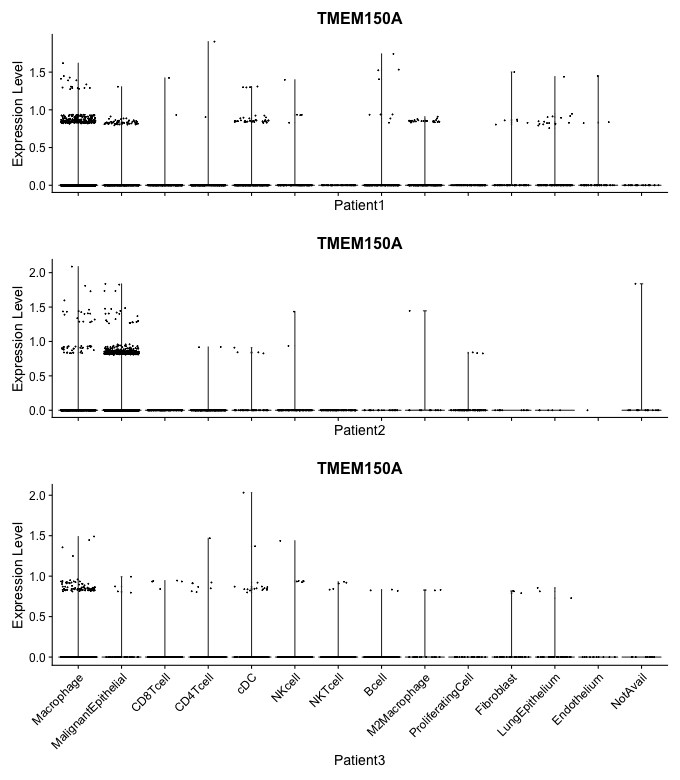 TMEM150A
Expression Level
1.5
1.0
0.5
0.0
Patient1
TMEM150A
Expression Level
2.0
1.5
1.0
0.5
0.0
Patient2
TMEM150A
Expression Level
2.0
1.5
1.0
0.5
0.0
Macrophage
MalignantEpithelial
CD8Tcell
CD4Tcell
cDC
NKcell
NKTcell
Bcell
M2Macrophage
ProliferatingCell
Fibroblast
LungEpithelium
Endothelium
NotAvail
Patient3